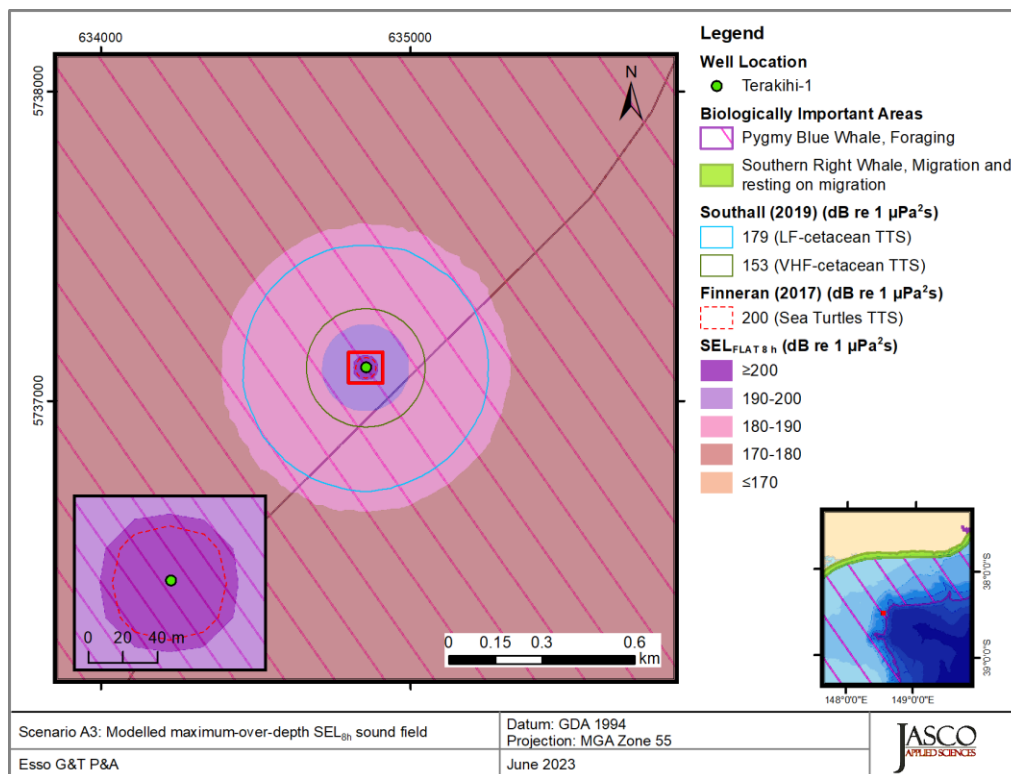 634000
635000
5738000
5737000
N
0
20
40 m
0
0.15
0.3
0.6
km
Legend
Well Location
Terakihi-1
Biologically Important Areas
Pygmy Blue Whale, Foraging
Southern Right Whale, Migration and
resting on migration
Southall (2019) (dB re 1 µPa²s)
179 (LF-cetacean TTS)
153 (VHF-cetacean TTS)
Finneran (2017) (dB re 1 µPa²s)
200 (Sea Turtles TTS)
SEL FLAT 8 h (dB re 1 µPa²s)
≥200
190-200
180-190
170-180
≤170
38°0'0"S
39°0'0"S
148°0'0"E
149°0'0"E
Scenario A3: Modelled maximum-over-depth SEL8h sound field
Datum: GDA 1994
Projection: MGA Zone 55
Esso G&T P&A
June 2023
JASCO
APPLIED SCIENCES